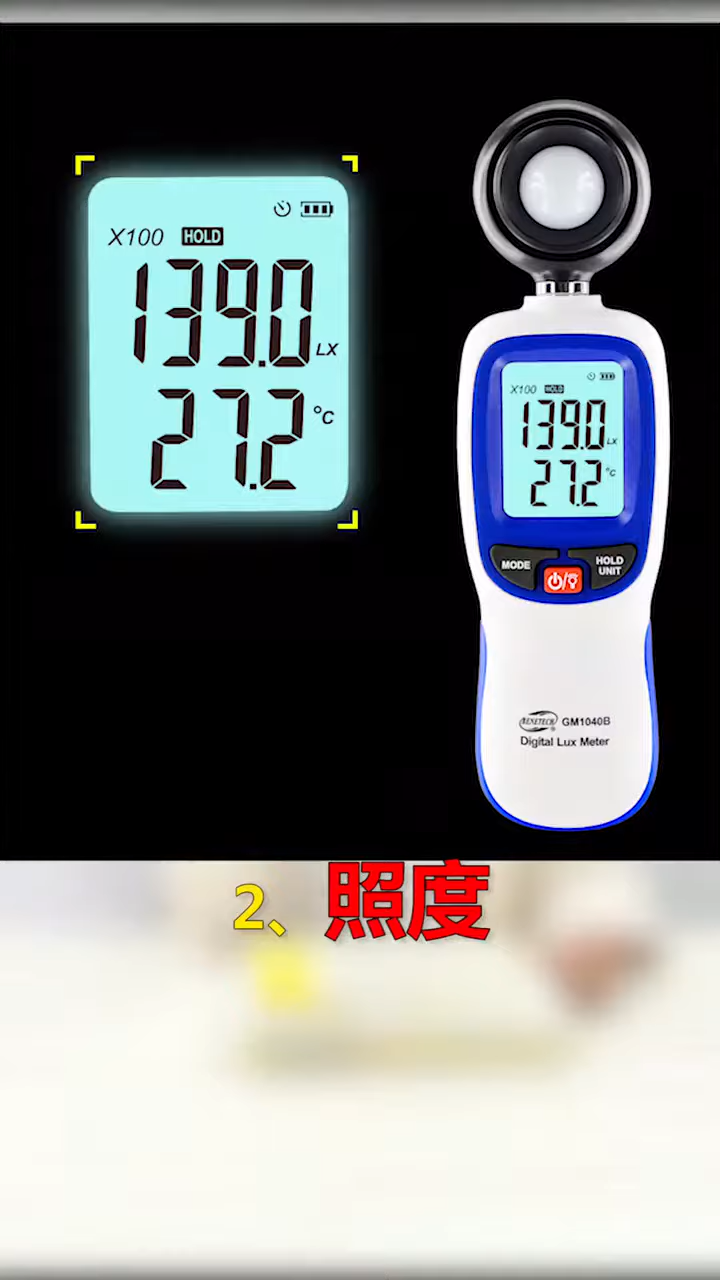 X100 HOLD
139.0 LX
27.2 °C
X100 HOLD
139.0 LX
27.2 °C
MODE
HOLD
UNIT
BENETECH GM1040B
Digital Lux Meter
2、照度